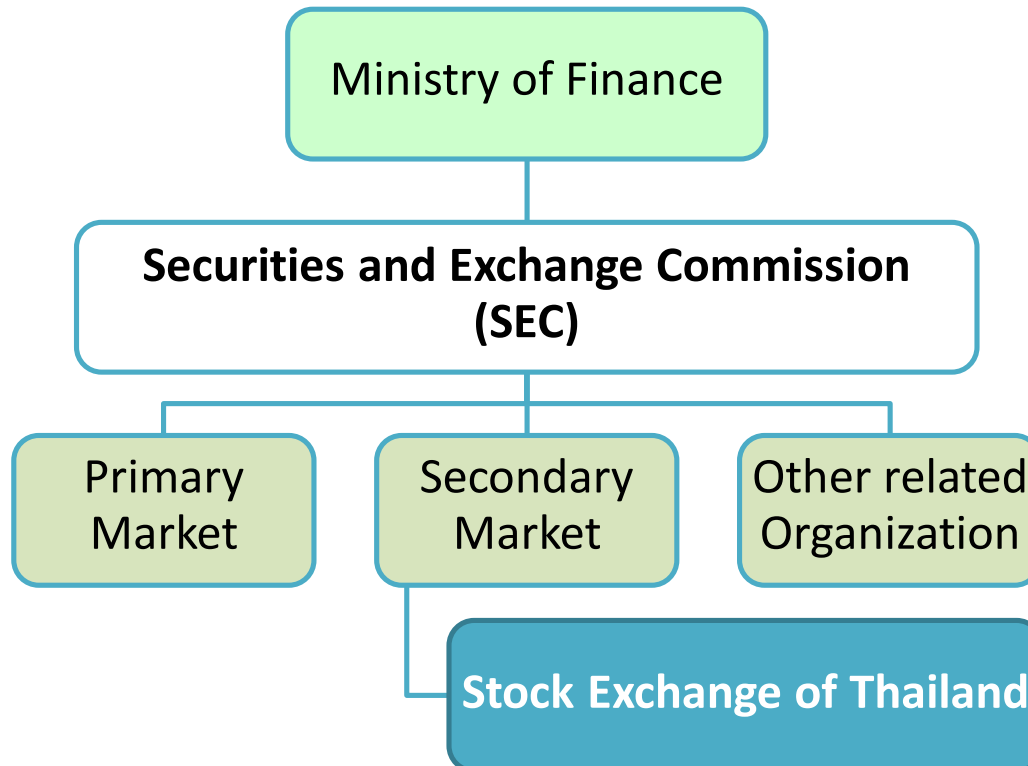 Ministry of Finance
Securities and Exchange Commission
(SEC)
Primary
Market
Secondary
Market
Other related
Organization
Stock Exchange of Thailand